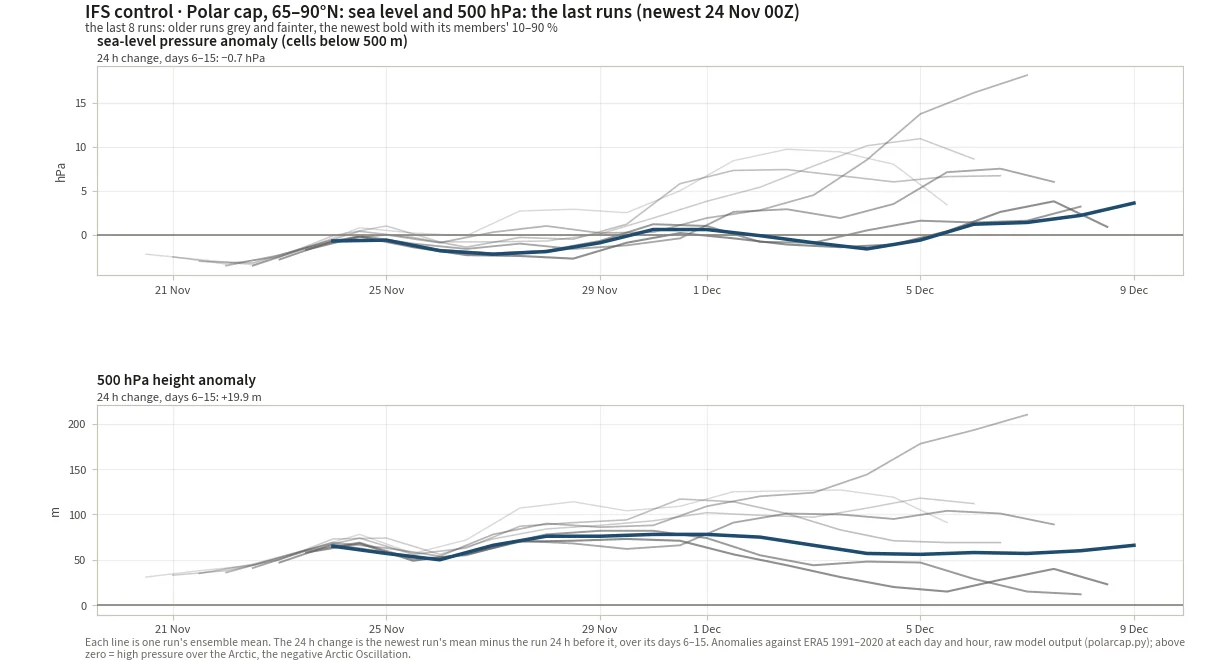 IFS control · Polar cap, 65–90°N: sea level and 500 hPa: the last runs (newest 24 Nov 00Z)
the last 8 runs: older runs grey and fainter, the newest bold with its members' 10–90 %
sea-level pressure anomaly (cells below 500 m)
24 h change, days 6–15: −0.7 hPa
15
10
5
0
hPa
21 Nov
25 Nov
29 Nov
1 Dec
5 Dec
9 Dec
500 hPa height anomaly
24 h change, days 6–15: +19.9 m
200
150
100
50
0
m
21 Nov
25 Nov
29 Nov
1 Dec
5 Dec
9 Dec
Each line is one run's ensemble mean. The 24 h change is the newest run's mean minus the run 24 h before it, over its days 6–15. Anomalies against ERA5 1991–2020 at each day and hour, raw model output (polarcap.py); above
zero = high pressure over the Arctic, the negative Arctic Oscillation.